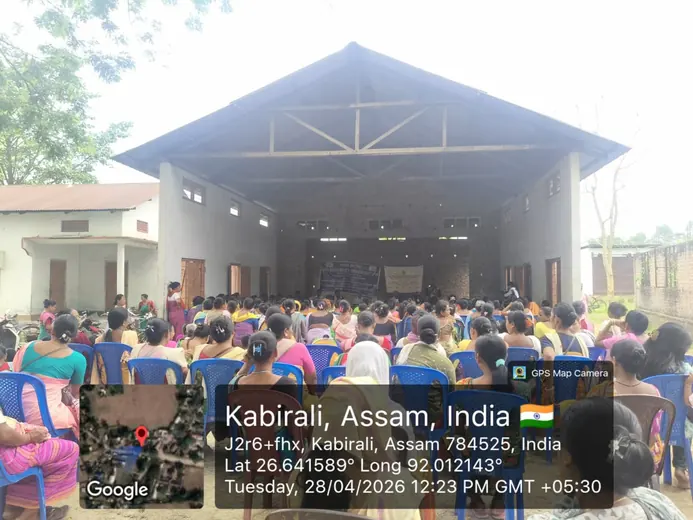 GPS Map Camera
Kabirali, Assam, India 🇮🇳
J2r6+fhx, Kabirali, Assam 784525, India
Lat 26.641589° Long 92.012143°
Tuesday, 28/04/2026 12:23 PM GMT +05:30
Google